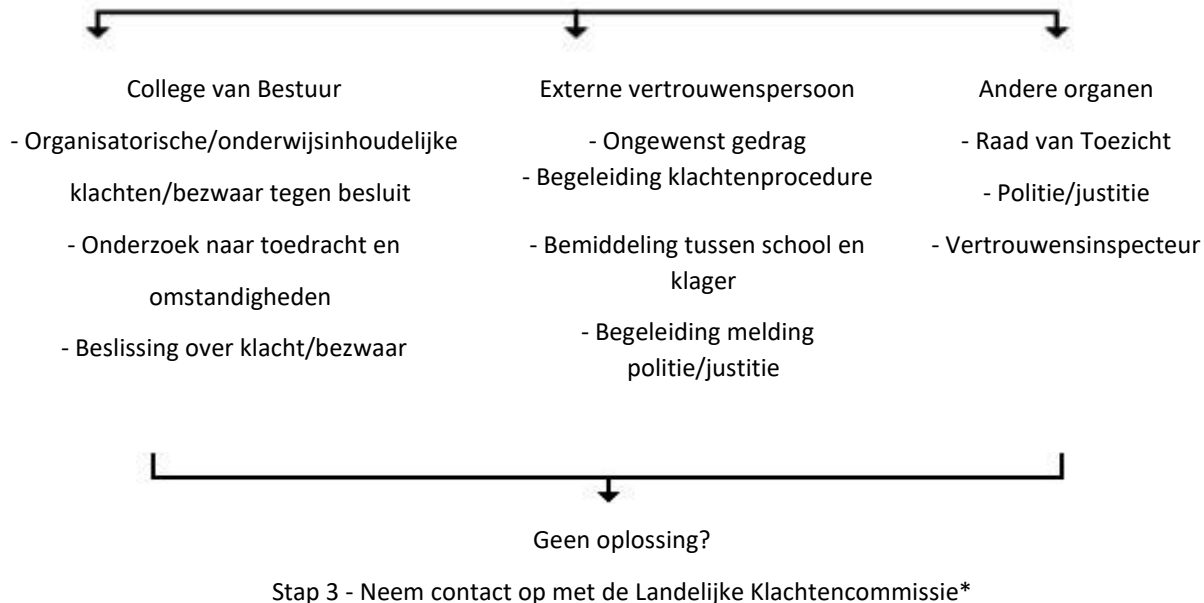 College van Bestuur
- Organisatorische/onderwijsinhoudelijke
klachten/bezwaar tegen besluit
- Onderzoek naar toedracht en
omstandigheden
- Beslissing over klacht/bezwaar
Externe vertrouwenspersoon
- Ongewenst gedrag
- Begeleiding klachtenprocedure
- Bemiddeling tussen school en
klager
- Begeleiding melding
politie/justitie
Andere organen
- Raad van Toezicht
- Politie/justitie
- Vertrouwensinspecteur
Geen oplossing?
Stap 3 - Neem contact op met de Landelijke Klachtencommissie*